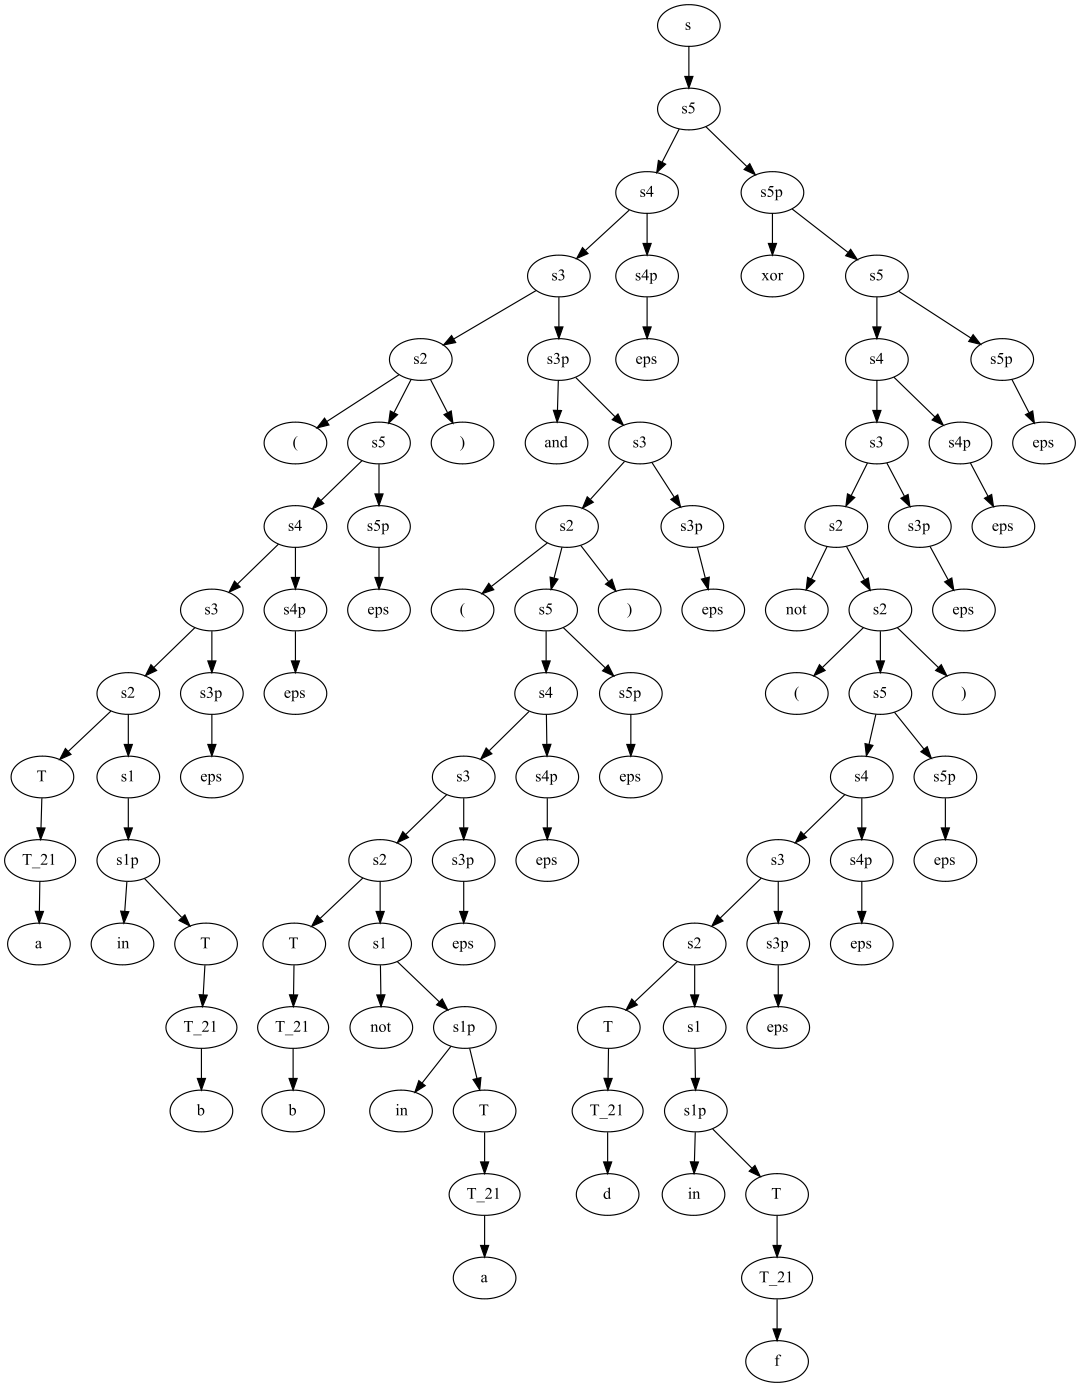 s
s5
s4 s5p
s3 s4p xor s5
s2 s3p eps s4 s5p
( s5 ) and s3 s3 s4p eps
s4 s5p s2 s3p s2 s3p eps
s3 s4p eps ( s5 ) eps not s2 eps
s2 s3p eps s4 s5p ( s5 )
T s1 eps s3 s4p eps s4 s5p
T_21 s1p s2 s3p eps s3 s4p eps
a in T T s1 eps s2 s3p eps
T_21 T_21 not s1p T s1 eps
b b in T T_21 s1p
T_21 d in T
a T_21
f